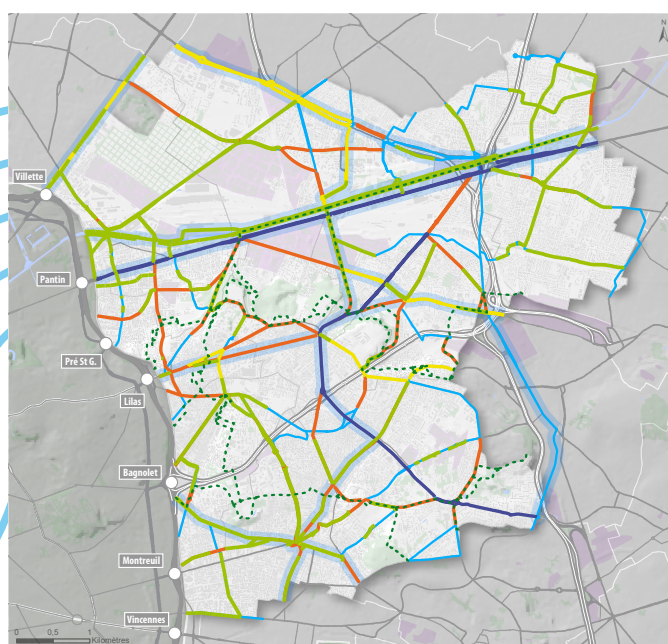 N
Villette
Pantin
Pré St G.
Lilas
Bagnolet
Montreuil
Vincennes
0 0.5 1
Kilomètres